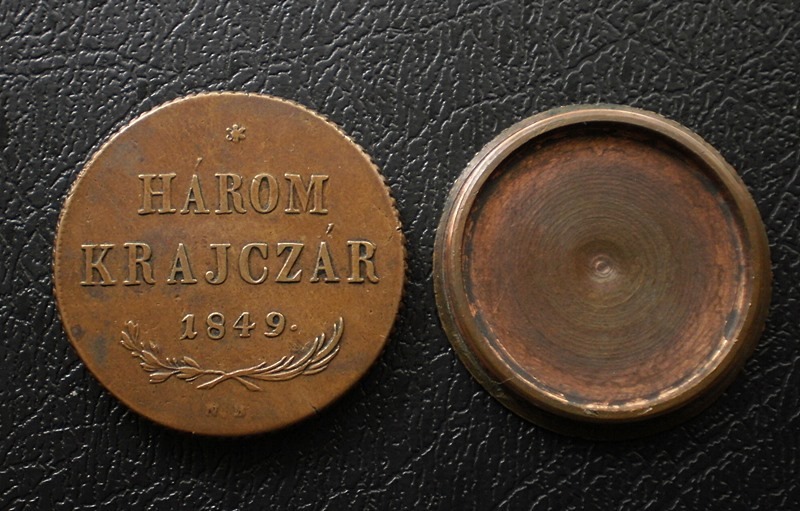 *
HÁROM
KRAJCZÁR
1849.
N. B